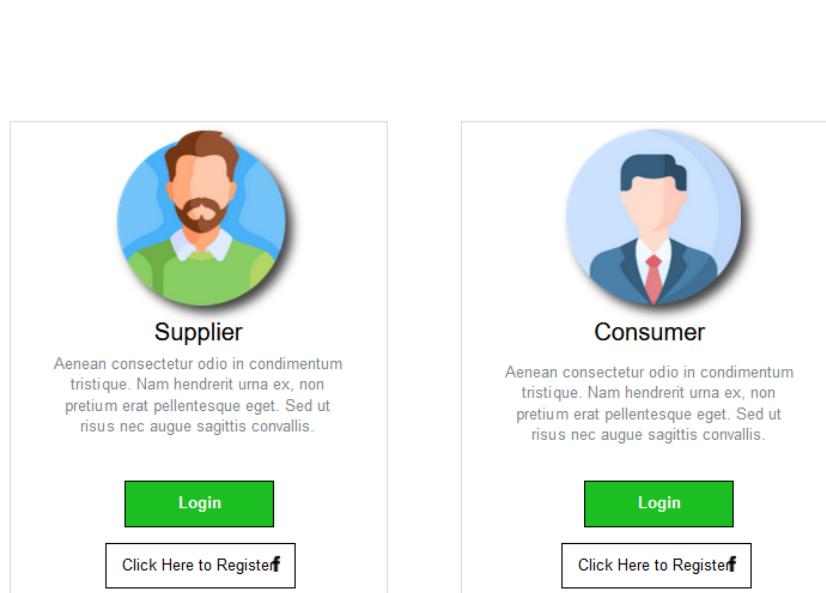 Supplier
Aenean consectetur odio in condimentum
tristique. Nam hendrerit urna ex, non
pretium erat pellentesque eget. Sed ut
risus nec augue sagittis convallis.
Login
Click Here to Register
Consumer
Aenean consectetur odio in condimentum
tristique. Nam hendrerit urna ex, non
pretium erat pellentesque eget. Sed ut
risus nec augue sagittis convallis.
Login
Click Here to Register